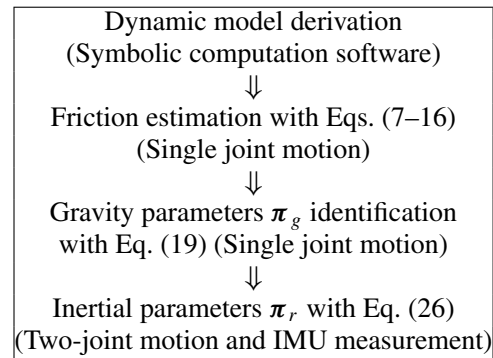 Dynamic model derivation
(Symbolic computation software)
⇓
Friction estimation with Eqs. (7–16)
(Single joint motion)
⇓
Gravity parameters π_g identification
with Eq. (19) (Single joint motion)
⇓
Inertial parameters π_r with Eq. (26)
(Two-joint motion and IMU measurement)